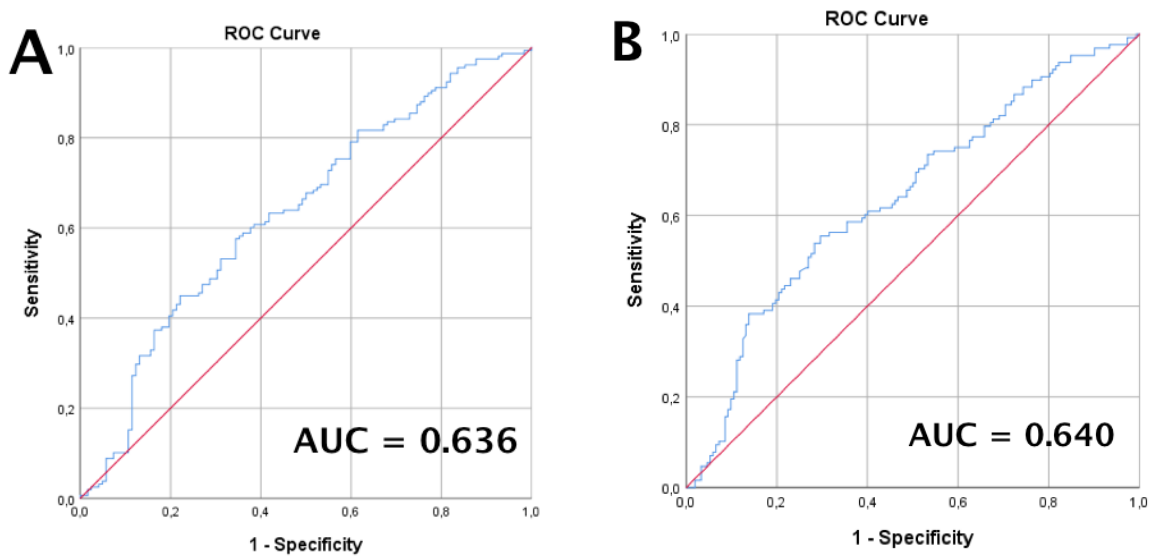 A
ROC Curve
Sensitivity
1,0
0,8
0,6
0,4
0,2
0,0
AUC = 0.636
0,0 0,2 0,4 0,6 0,8 1,0
1 - Specificity
B
ROC Curve
Sensitivity
1,0
0,8
0,6
0,4
0,2
0,0
AUC = 0.640
0,0 0,2 0,4 0,6 0,8 1,0
1 - Specificity